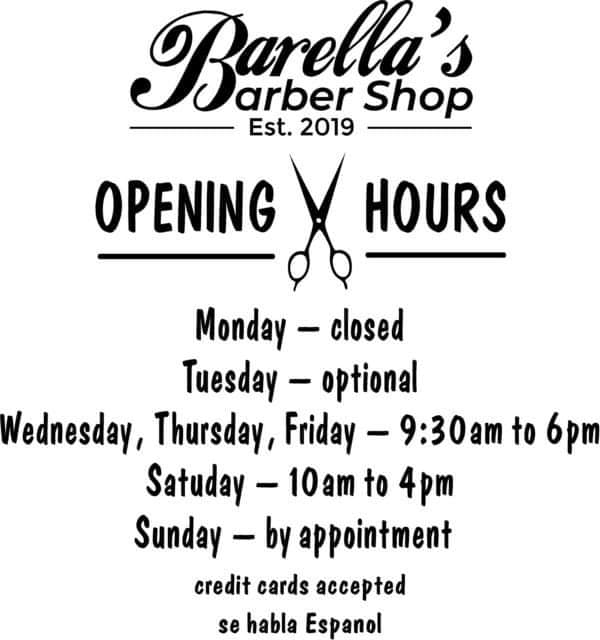 Barella's
Barber Shop
Est. 2019
OPENING HOURS
Monday – closed
Tuesday – optional
Wednesday, Thursday, Friday – 9:30am to 6pm
Satuday – 10am to 4pm
Sunday – by appointment
credit cards accepted
se habla Espanol